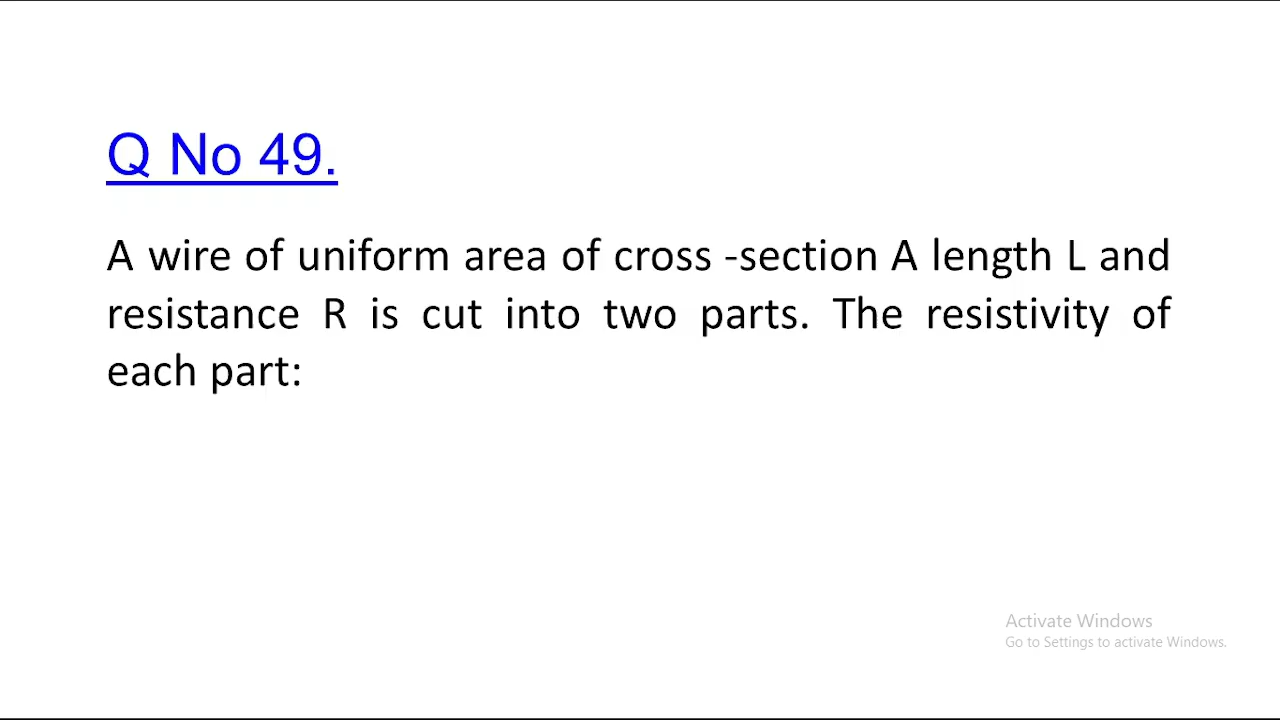 Q No 49.
A wire of uniform area of cross -section A length L and
resistance R is cut into two parts. The resistivity of
each part:
Activate Windows
Go to Settings to activate Windows.